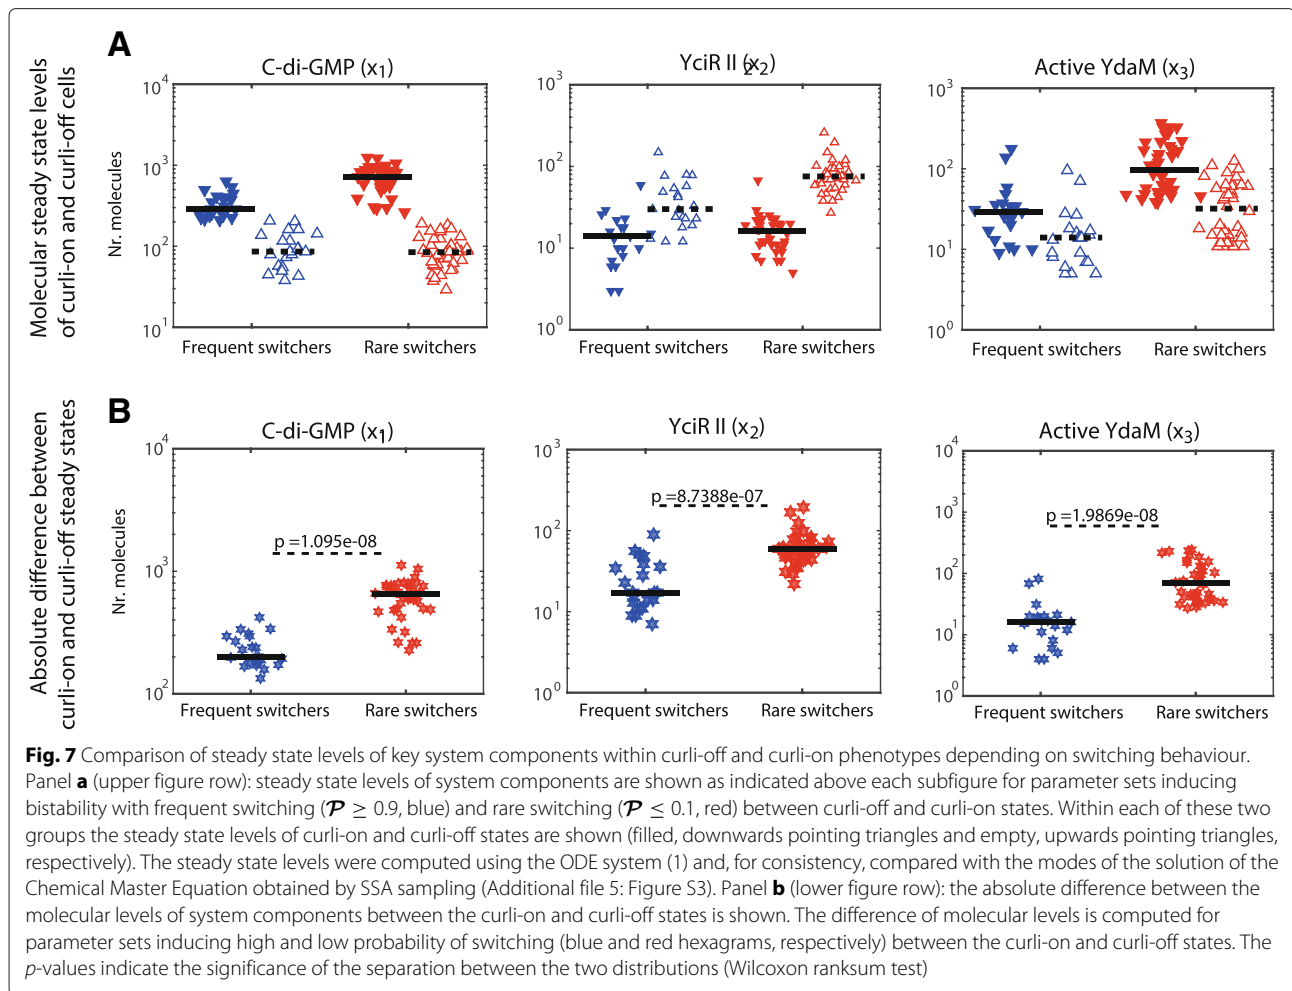 A
Molecular steady state levels
of curli-on and curli-off cells
Nr. molecules
C-di-GMP (x1)
10^4
10^3
10^2
10^1
Frequent switchers Rare switchers
YciR II (x2)
10^2
10^1
10^0
Frequent switchers Rare switchers
Active YdaM (x3)
10^3
10^2
10^1
10^0
Frequent switchers Rare switchers
B
Absolute difference between
curli-on and curli-off steady states
Nr. molecules
C-di-GMP (x1)
10^4
10^3
10^2
p =1.095e-08
Frequent switchers Rare switchers
YciR II (x2)
10^3
10^2
10^1
10^0
p =8.7388e-07
Frequent switchers Rare switchers
Active YdaM (x3)
10^4
10^3
10^2
10^1
10^0
p =1.9869e-08
Frequent switchers Rare switchers
Fig. 7 Comparison of steady state levels of key system components within curli-off and curli-on phenotypes depending on switching behaviour.
Panel a (upper figure row): steady state levels of system components are shown as indicated above each subfigure for parameter sets inducing
bistability with frequent switching (𝓟 ≥ 0.9, blue) and rare switching (𝓟 ≤ 0.1, red) between curli-off and curli-on states. Within each of these two
groups the steady state levels of curli-on and curli-off states are shown (filled, downwards pointing triangles and empty, upwards pointing triangles,
respectively). The steady state levels were computed using the ODE system (1) and, for consistency, compared with the modes of the solution of the
Chemical Master Equation obtained by SSA sampling (Additional file 5: Figure S3). Panel b (lower figure row): the absolute difference between the
molecular levels of system components between the curli-on and curli-off states is shown. The difference of molecular levels is computed for
parameter sets inducing high and low probability of switching (blue and red hexagrams, respectively) between the curli-on and curli-off states. The
p-values indicate the significance of the separation between the two distributions (Wilcoxon ranksum test)